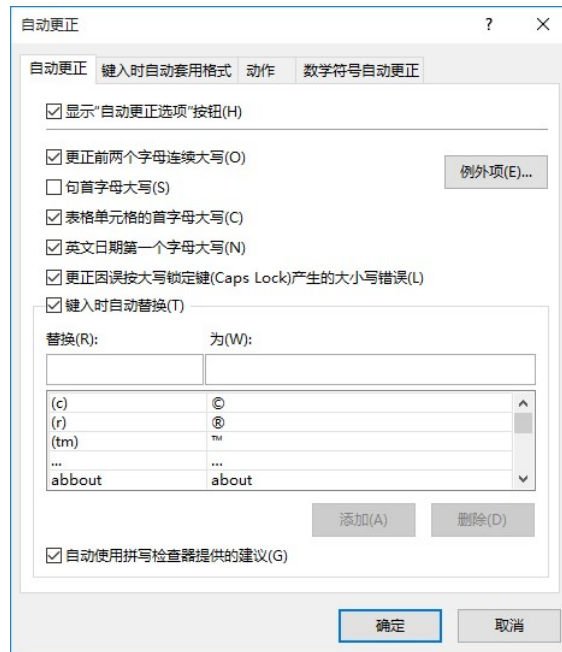 自动更正
自动更正 键入时自动套用格式 动作 数学符号自动更正
显示"自动更正选项"按钮(H)
更正前两个字母连续大写(O)
例外项(E)...
句首字母大写(S)
表格单元格的首字母大写(C)
英文日期第一个字母大写(N)
更正因误按大写锁定键(Caps Lock)产生的大小写错误(L)
键入时自动替换(T)
替换(R): 为(W):
(c) ©
(r) ®
(tm) ™
... ...
abbout about
添加(A) 删除(D)
自动使用拼写检查器提供的建议(G)
确定 取消